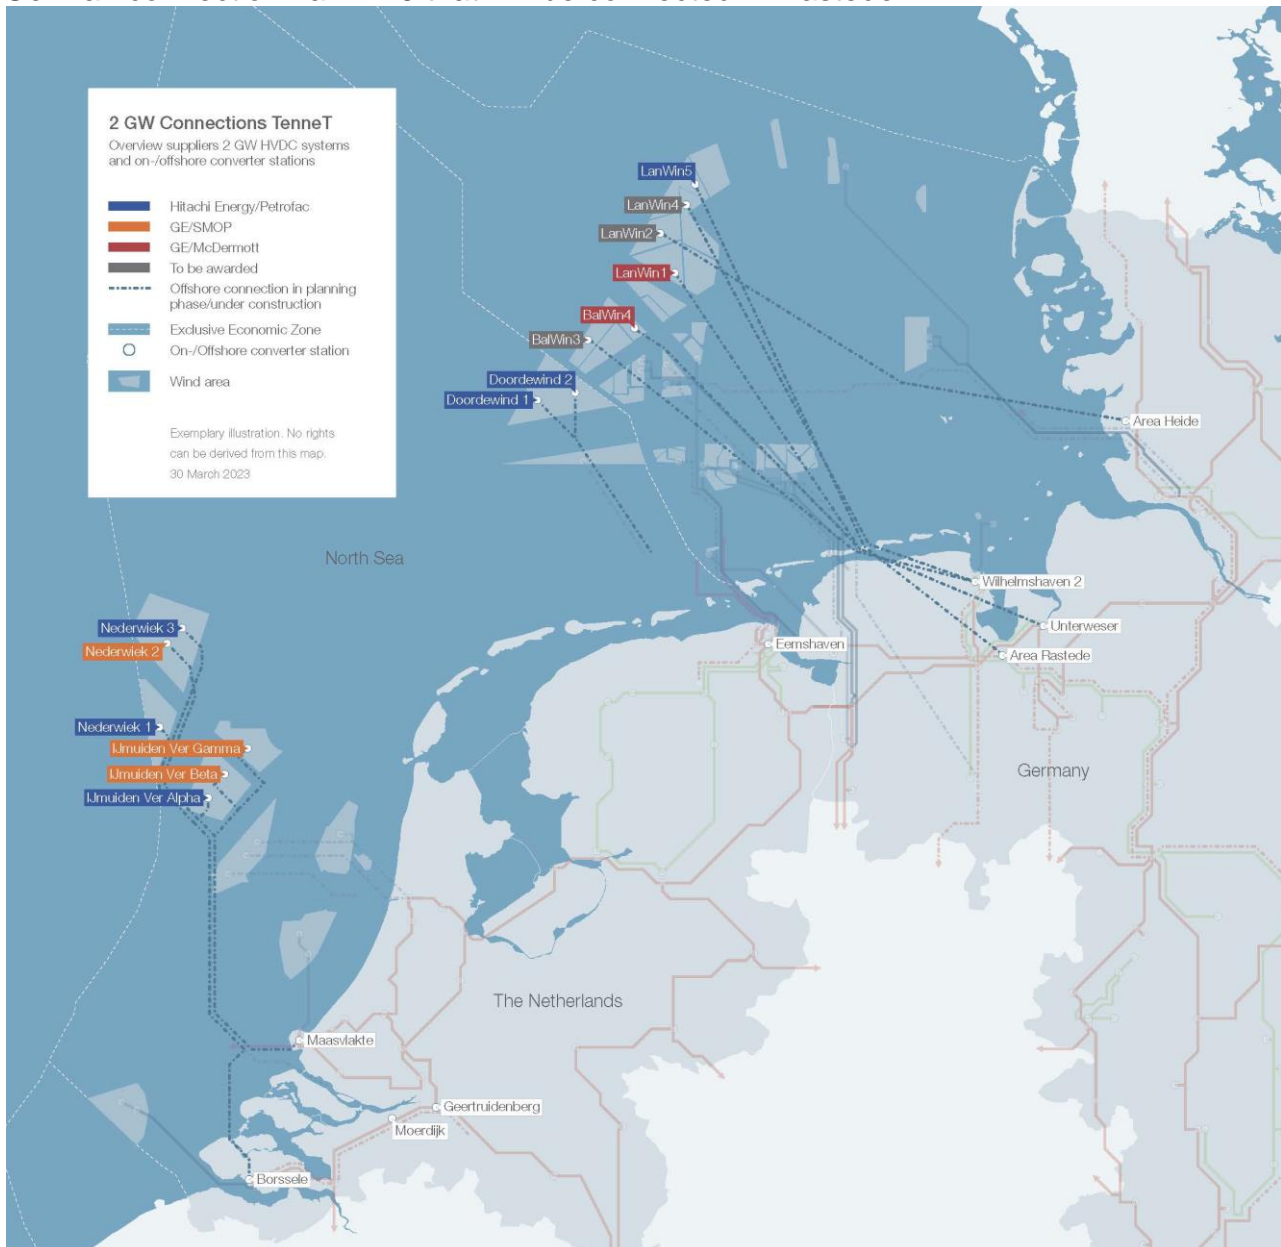 2 GW Connections TenneT
Overview suppliers 2 GW HVDC systems
and on-/offshore converter stations
Hitachi Energy/Petrofac
GE/SMOP
GE/McDermott
To be awarded
Offshore connection in planning
phase/under construction
Exclusive Economic Zone
On-/Offshore converter station
Wind area
Exemplary illustration. No rights
can be derived from this map.
30 March 2023
LanWin5
LanWin4
LanWin2
LanWin1
BalWin4
BalWin3
Doordewind 2
Doordewind 1
Area Heide
North Sea
Wilhelmshaven 2
Unterweser
Area Rastede
Eemshaven
Nederwiek 3
Nederwiek 2
Nederwiek 1
IJmuiden Ver Gamma
IJmuiden Ver Beta
IJmuiden Ver Alpha
Germany
The Netherlands
Maasvlakte
Geertruidenberg
Moerdijk
Borssele